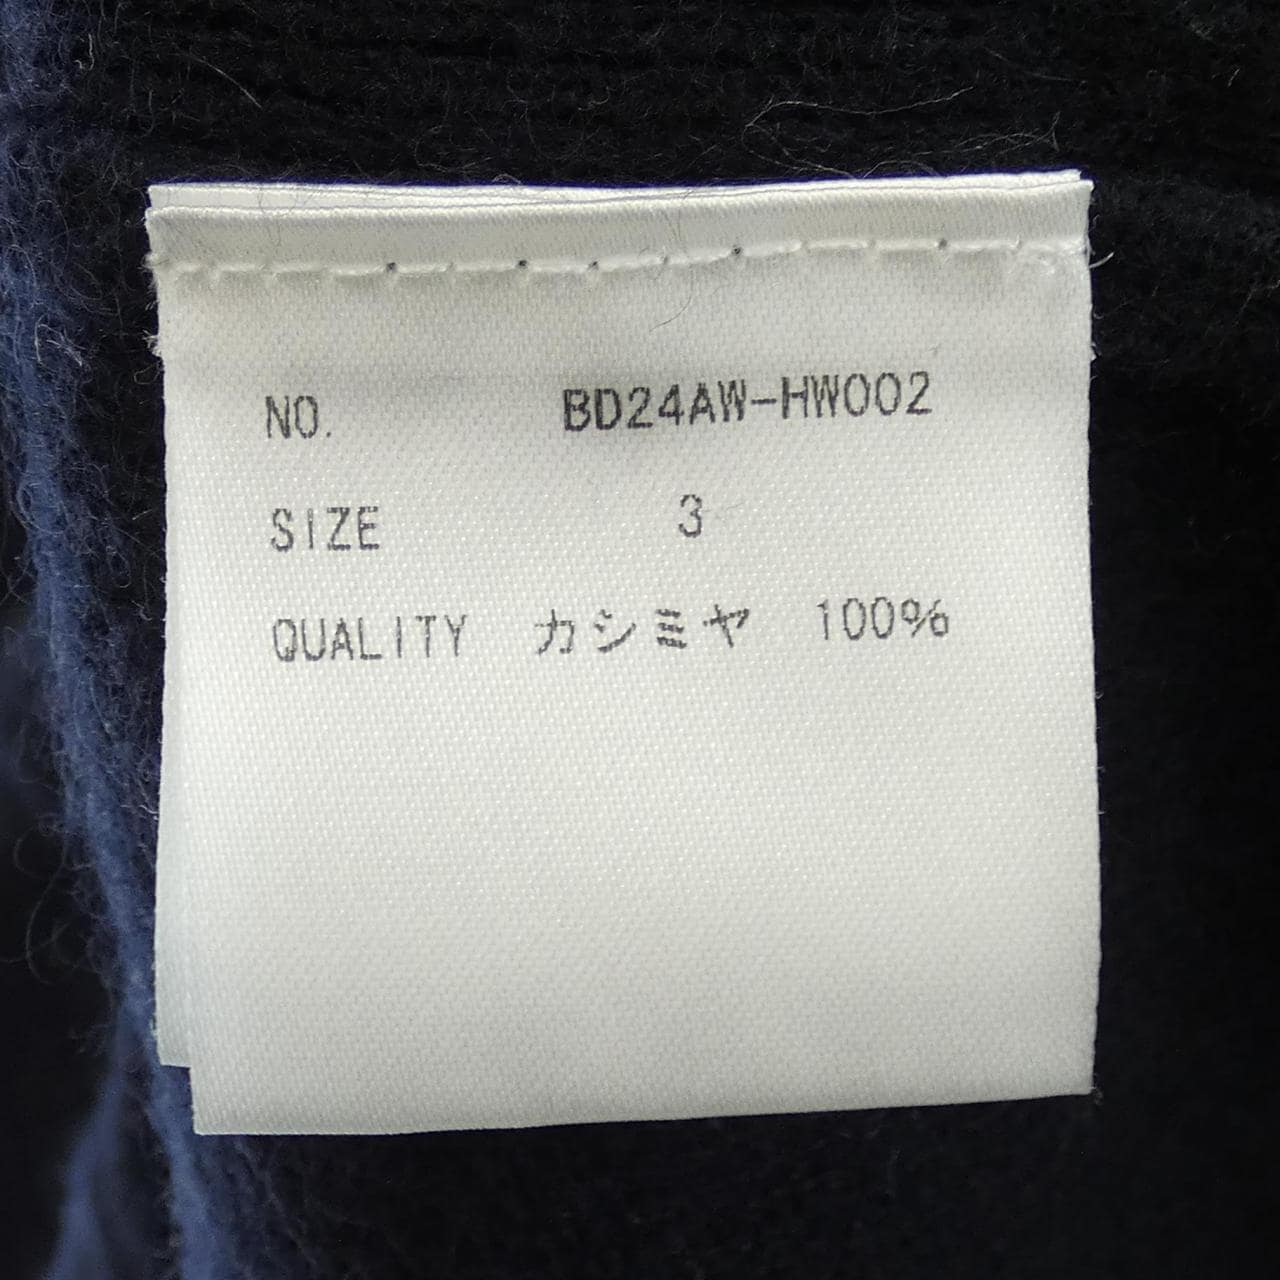 NO. BD24AW-HW002
SIZE 3
QUALITY カシミヤ 100%